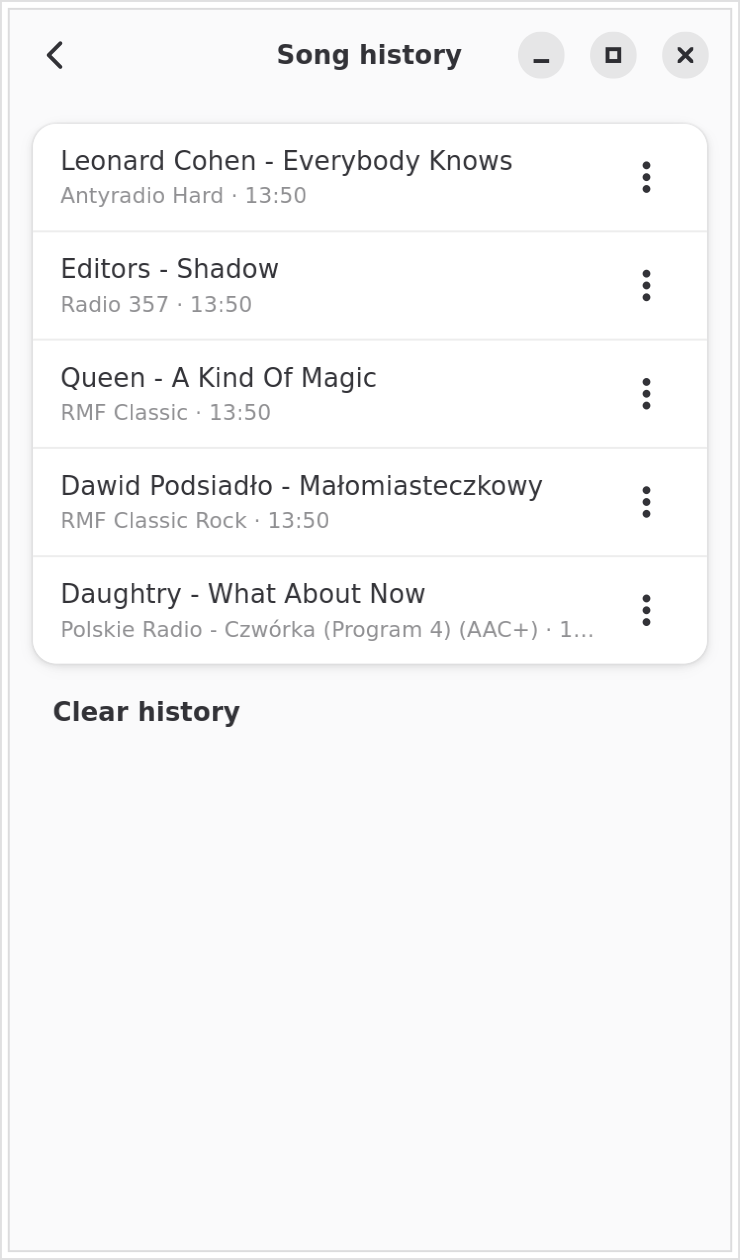 Song history
Leonard Cohen - Everybody Knows
Antyradio Hard · 13:50
Editors - Shadow
Radio 357 · 13:50
Queen - A Kind Of Magic
RMF Classic · 13:50
Dawid Podsiadło - Małomiasteczkowy
RMF Classic Rock · 13:50
Daughtry - What About Now
Polskie Radio - Czwórka (Program 4) (AAC+) · 1…
Clear history